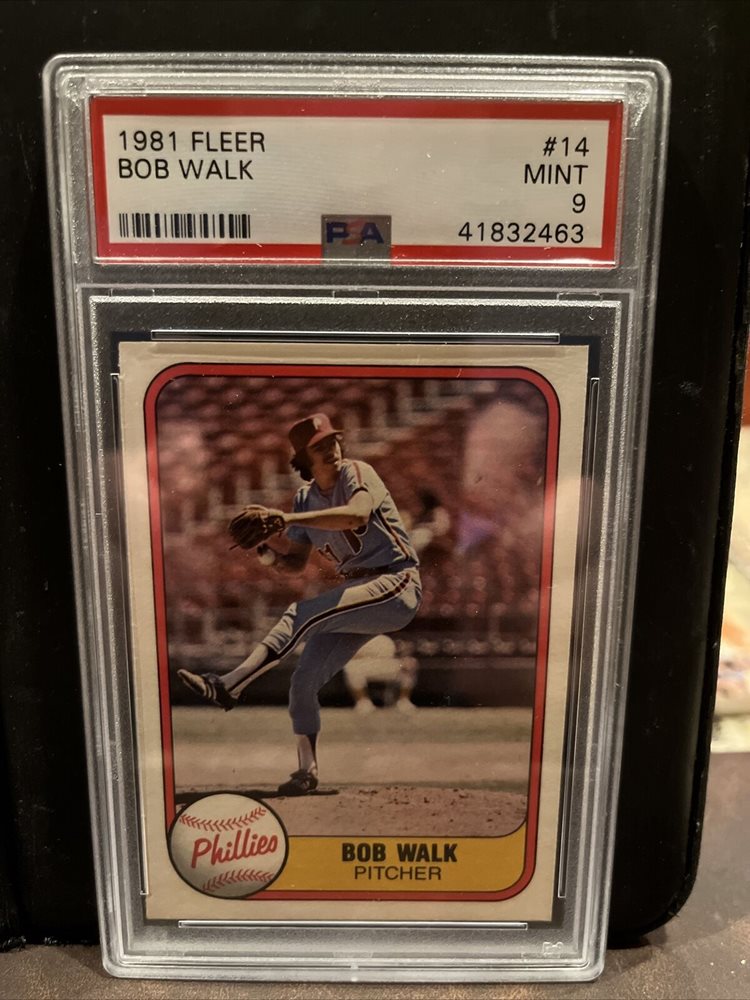 1981 FLEER #14
BOB WALK MINT
9
PSA 41832463
Phillies
BOB WALK
PITCHER